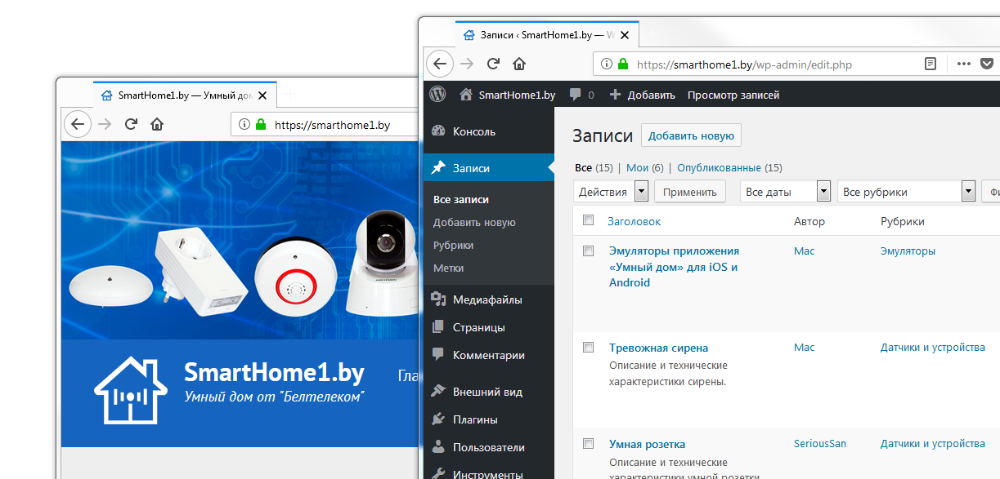 SmartHome1.by — Умный дом
https://smarthome1.by
SmartHome1.by
Умный дом от "Белтелеком"
Гла
Записи ‹ SmartHome1.by — W
https://smarthome1.by/wp-admin/edit.php
SmartHome1.by 0 Добавить Просмотр записей
Консоль
Записи
Все записи
Добавить новую
Рубрики
Метки
Медиафайлы
Страницы
Комментарии
Внешний вид
Плагины
Пользователи
Инструменты
Записи Добавить новую
Все (15) | Мои (6) | Опубликованные (15)
Действия Применить Все даты Все рубрики Фи
Заголовок Автор Рубрики
Эмуляторы приложения Mac Эмуляторы
«Умный дом» для iOS и
Android
Тревожная сирена Mac Датчики и устройства
Описание и технические
характеристики сирены.
Умная розетка SeriousSan Датчики и устройства
Описание и технические
характеристики умной розетки